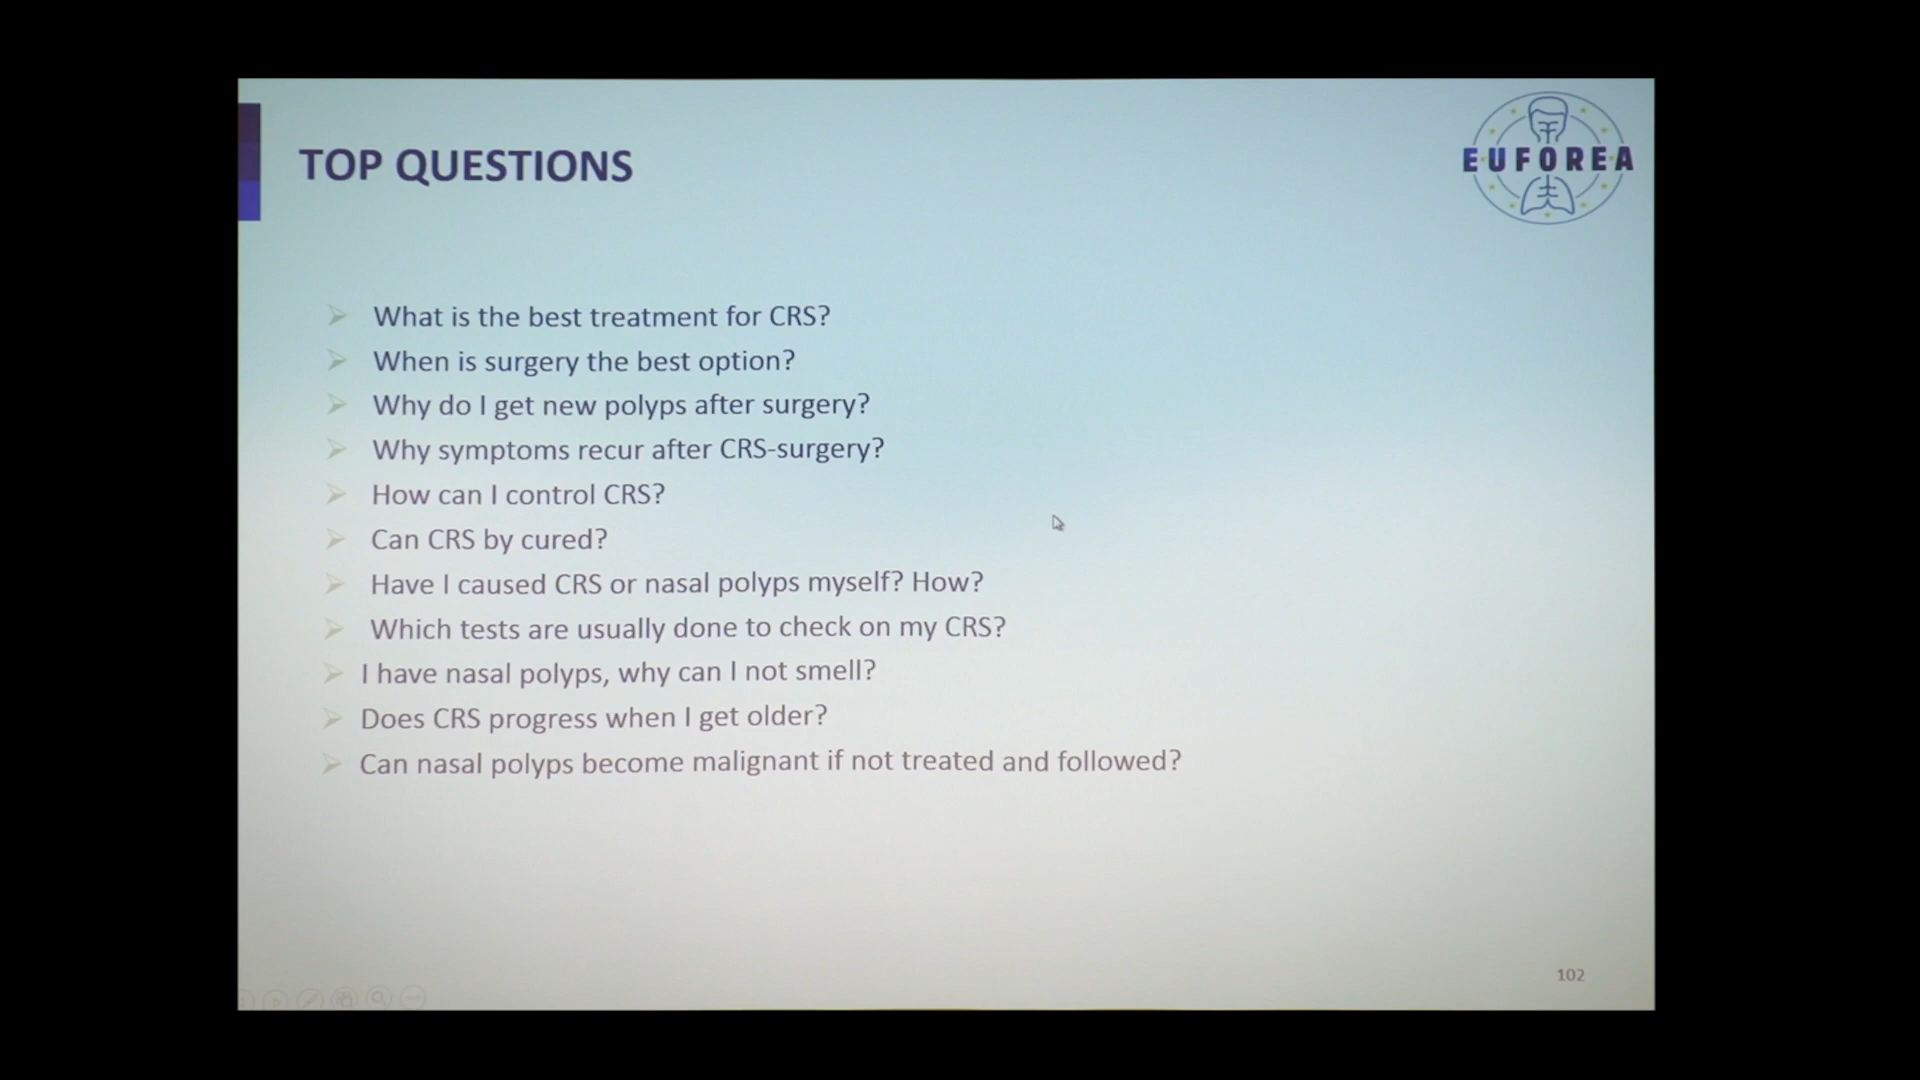 TOP QUESTIONS
EUFOREA
What is the best treatment for CRS?
When is surgery the best option?
Why do I get new polyps after surgery?
Why symptoms recur after CRS-surgery?
How can I control CRS?
Can CRS by cured?
Have I caused CRS or nasal polyps myself? How?
Which tests are usually done to check on my CRS?
I have nasal polyps, why can I not smell?
Does CRS progress when I get older?
Can nasal polyps become malignant if not treated and followed?
102